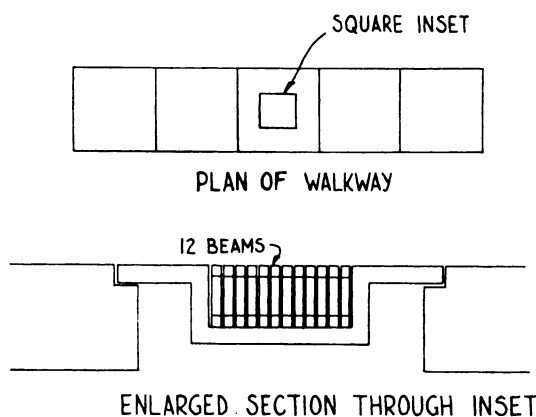 SQUARE INSET
PLAN OF WALKWAY
12 BEAMS
ENLARGED SECTION THROUGH INSET